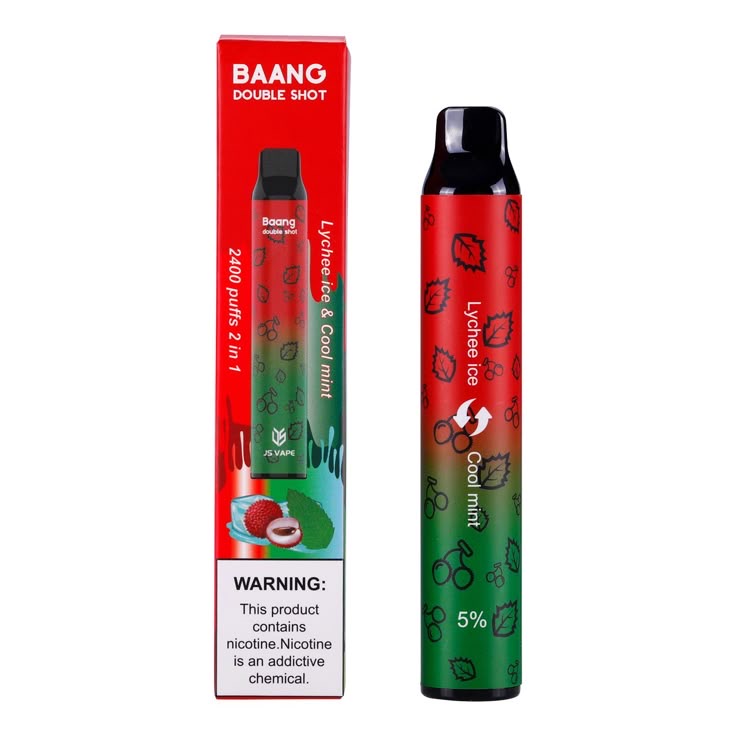 BAANG
DOUBLE SHOT
Baang
double shot
Lychee ice & Cool mint
2400 puffs 2 in 1
JS VAPE
WARNING:
This product
contains
nicotine.Nicotine
is an addictive
chemical.
Lychee ice
Cool mint
5%